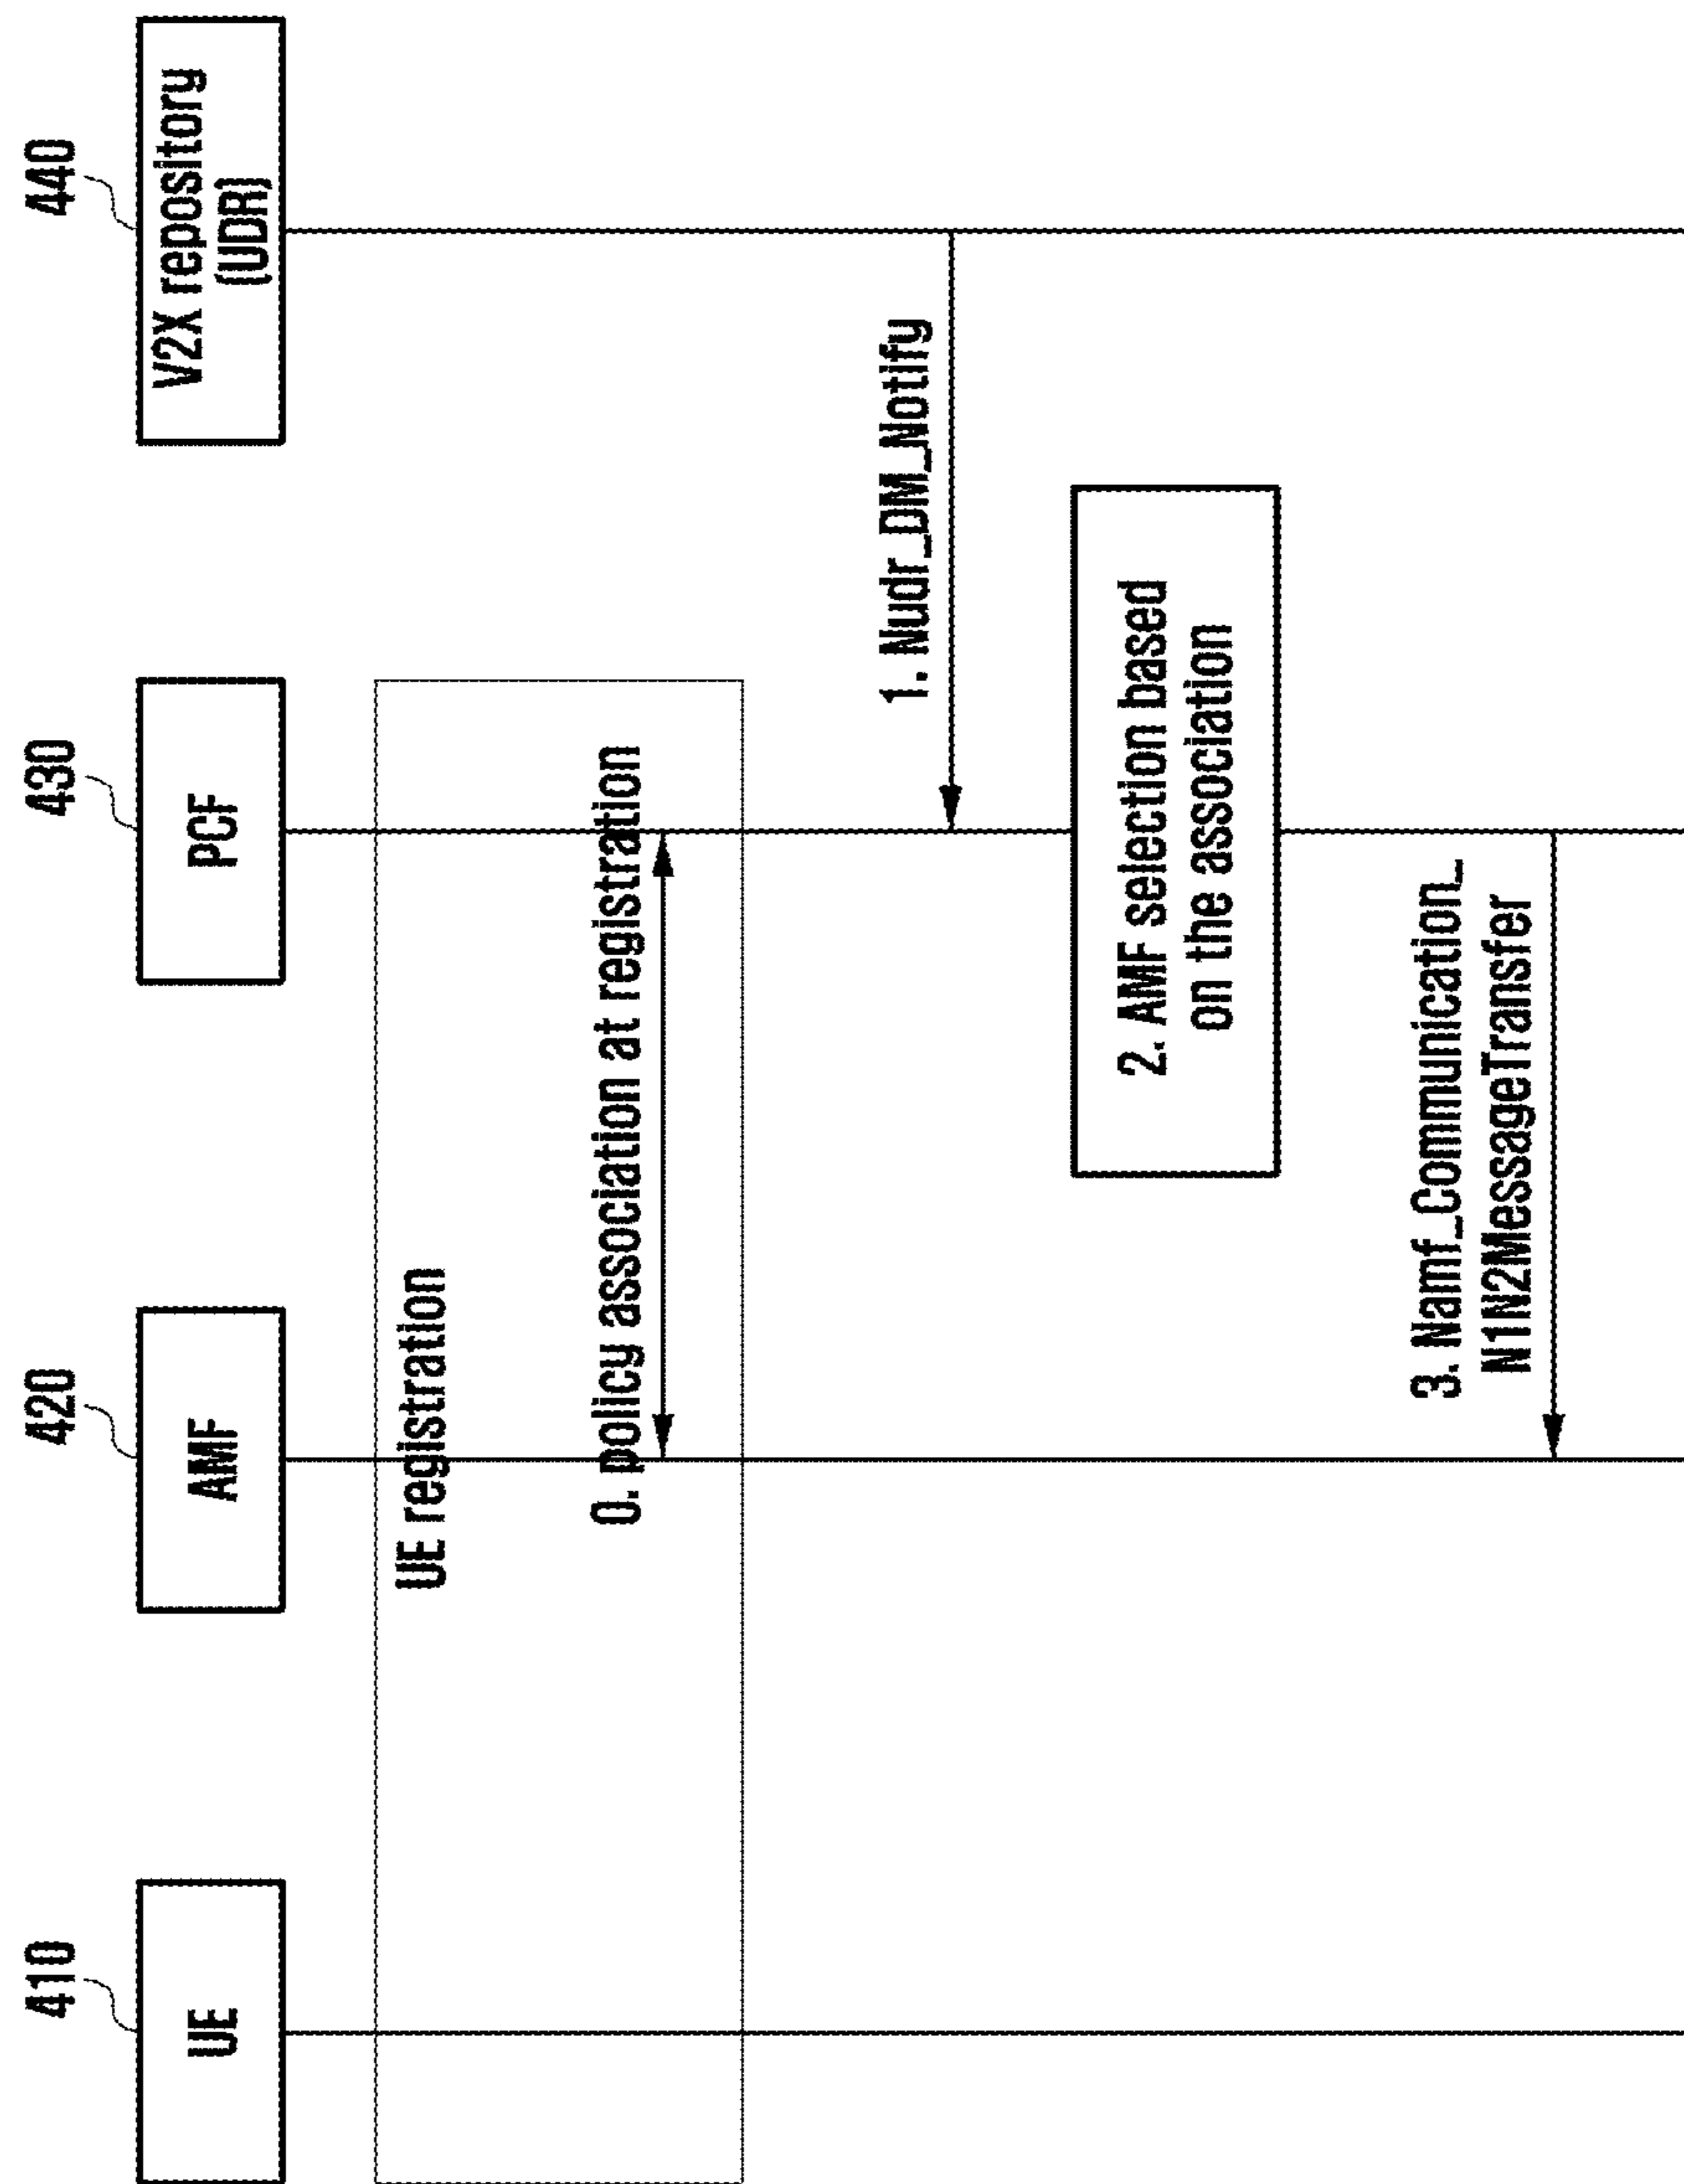 410
420
430
440
UE
AMF
PCF
V2X repository
(UDR)
UE registration
0. policy association at registration
1. Nudr_DM_Notify
2. AMF selection based
on the association
3. Namf_Communication_
N1N2MessageTransfer